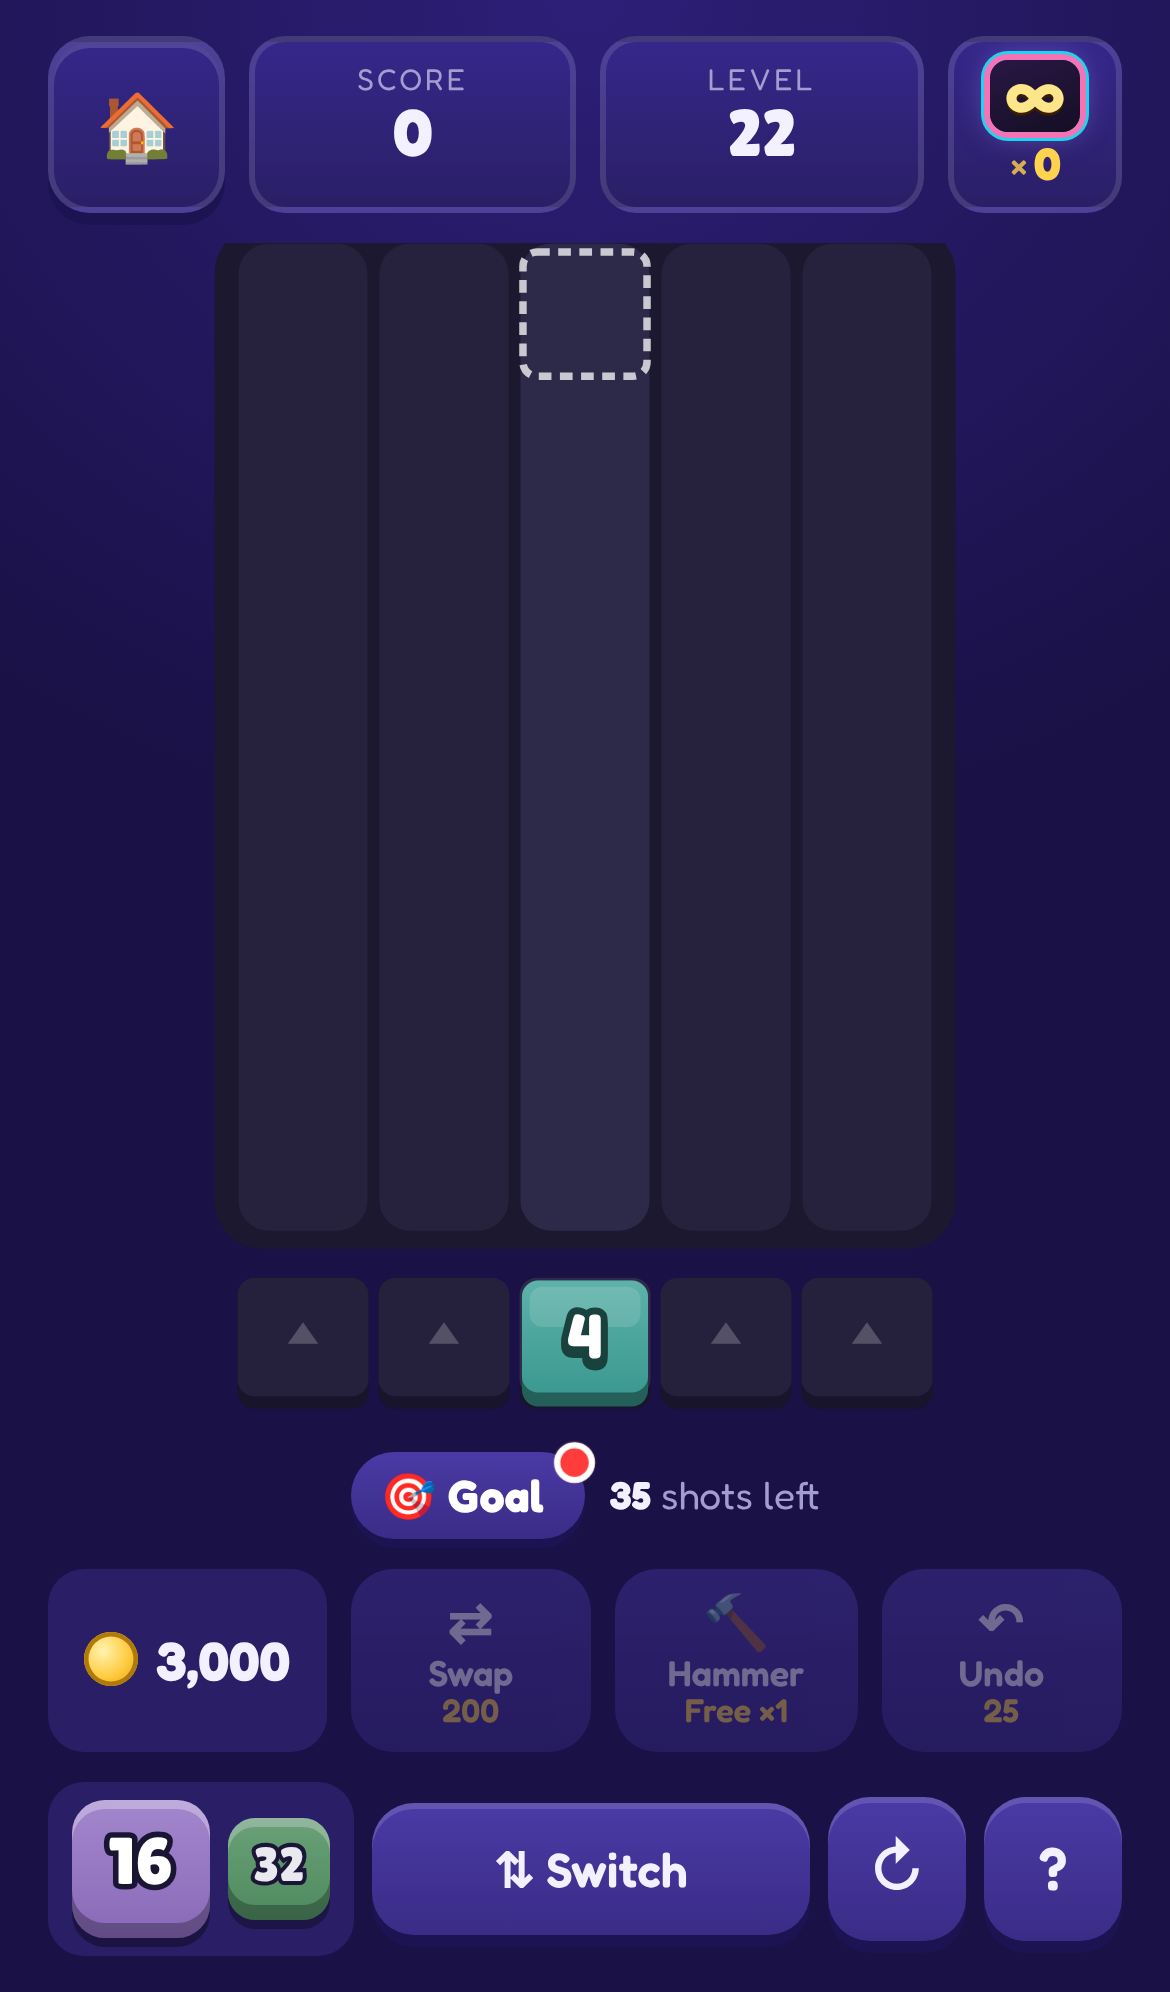 SCORE
0
LEVEL
22
∞
×0
4
Goal
35 shots left
3,000
Swap
200
Hammer
Free ×1
Undo
25
16
32
⇅ Switch
?